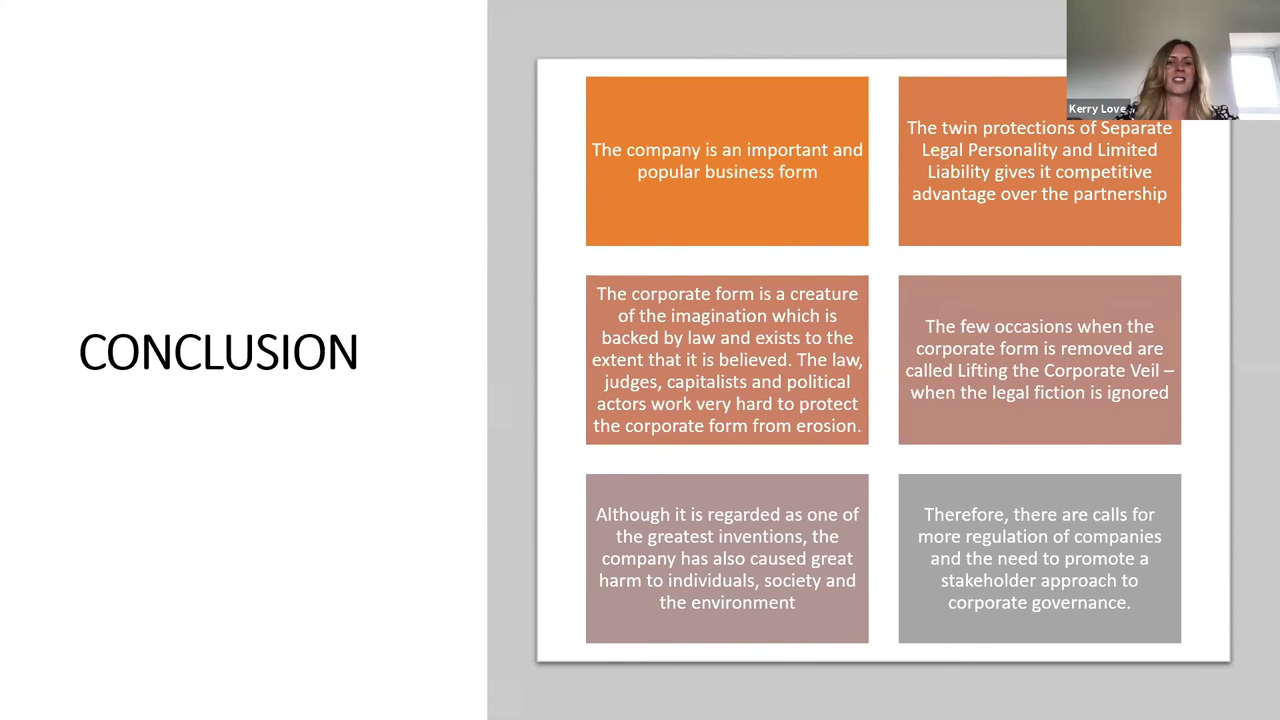 CONCLUSION
The company is an important and
popular business form
Kerry Love
The twin protections of Separate
Legal Personality and Limited
Liability gives it competitive
advantage over the partnership
The corporate form is a creature
of the imagination which is
backed by law and exists to the
extent that it is believed. The law,
judges, capitalists and political
actors work very hard to protect
the corporate form from erosion.
The few occasions when the
corporate form is removed are
called Lifting the Corporate Veil –
when the legal fiction is ignored
Although it is regarded as one of
the greatest inventions, the
company has also caused great
harm to individuals, society and
the environment
Therefore, there are calls for
more regulation of companies
and the need to promote a
stakeholder approach to
corporate governance.